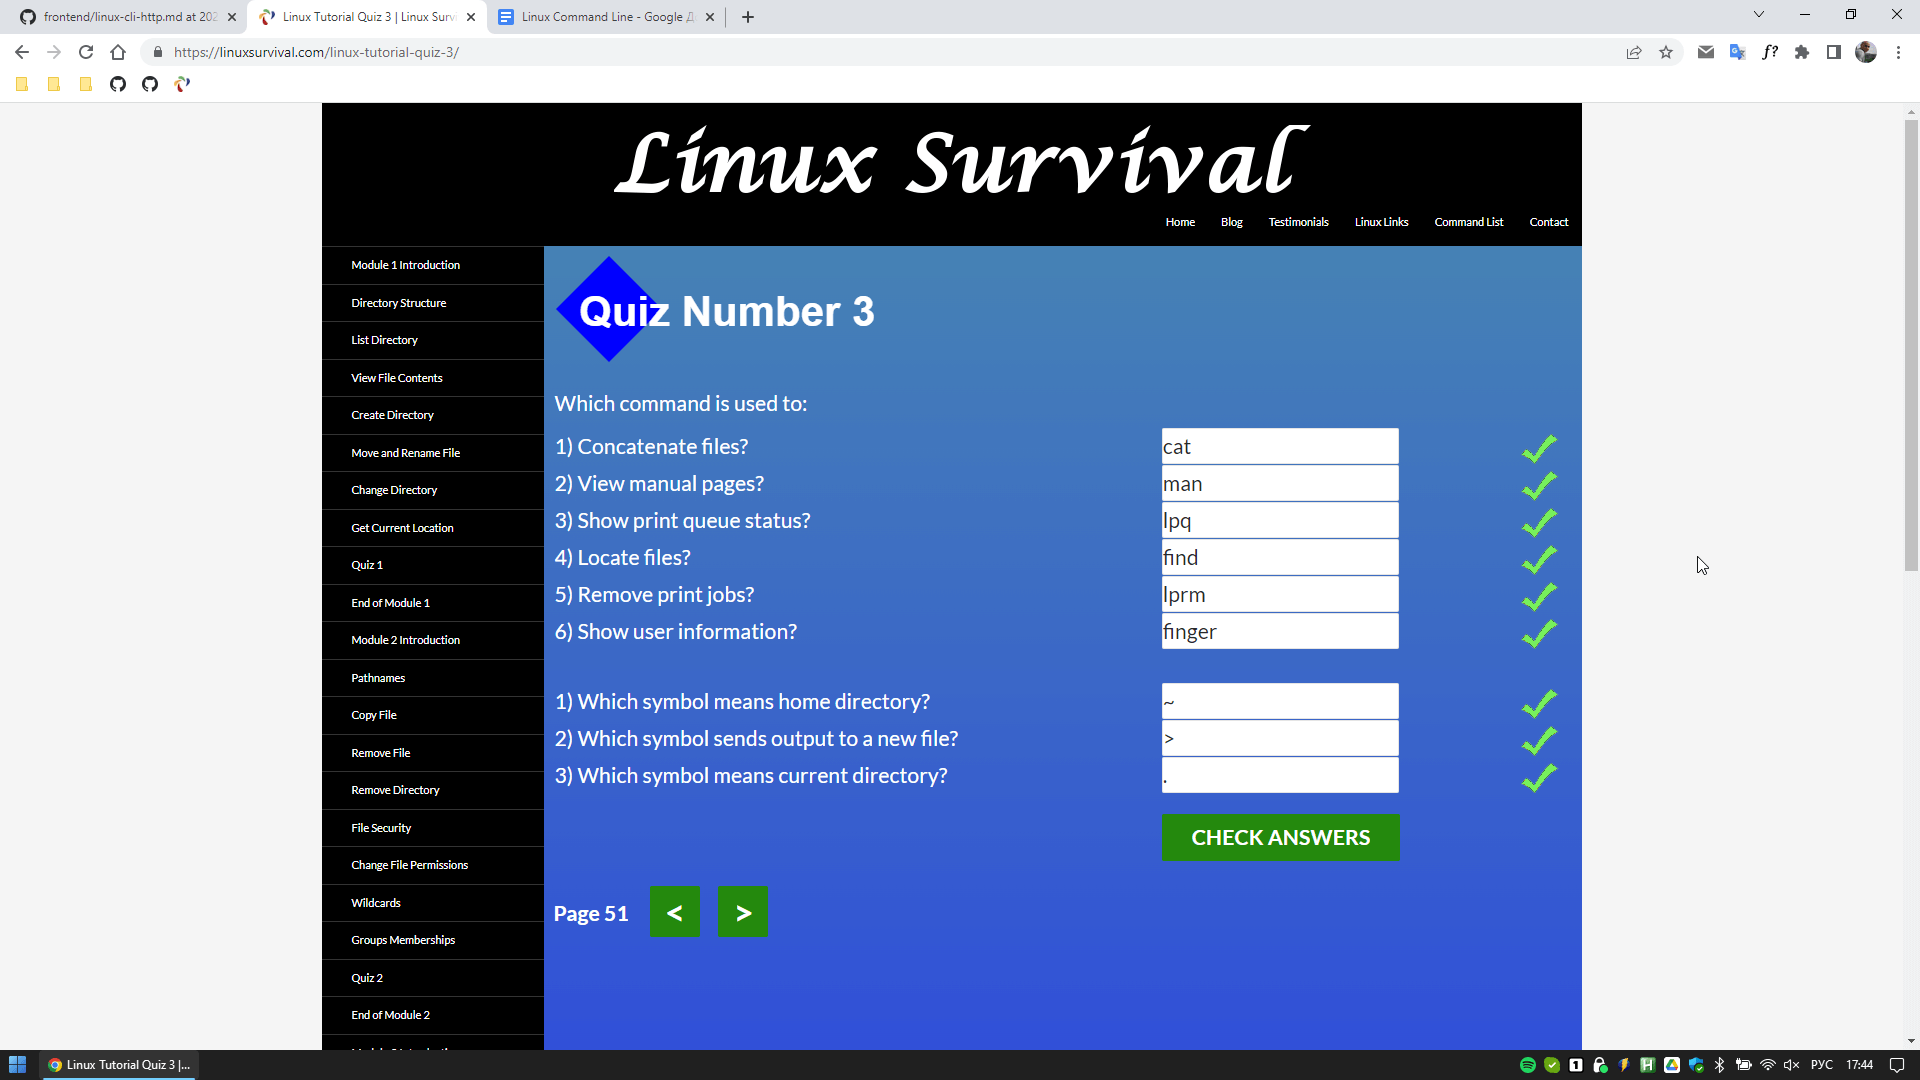 frontend/linux-cli-http.md at 202
Linux Tutorial Quiz 3 | Linux Surv
Linux Command Line - Google Д
https://linuxsurvival.com/linux-tutorial-quiz-3/
f?
Linux Survival
Home Blog Testimonials Linux Links Command List Contact
Module 1 Introduction
Directory Structure
List Directory
View File Contents
Create Directory
Move and Rename File
Change Directory
Get Current Location
Quiz 1
End of Module 1
Module 2 Introduction
Pathnames
Copy File
Remove File
Remove Directory
File Security
Change File Permissions
Wildcards
Groups Memberships
Quiz 2
End of Module 2
Quiz Number 3
Which command is used to:
1) Concatenate files? cat
2) View manual pages? man
3) Show print queue status? lpq
4) Locate files? find
5) Remove print jobs? lprm
6) Show user information? finger
1) Which symbol means home directory? ~
2) Which symbol sends output to a new file? >
3) Which symbol means current directory? .
CHECK ANSWERS
Page 51 < >
Linux Tutorial Quiz 3 |...
РУС 17:44